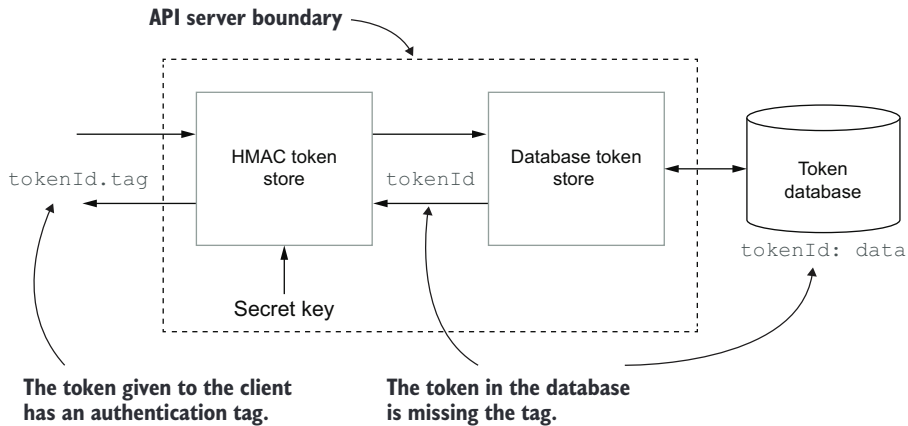 API server boundary
HMAC token
store
Database token
store
Token
database
tokenId.tag
tokenId
tokenId: data
Secret key
The token given to the client
has an authentication tag.
The token in the database
is missing the tag.